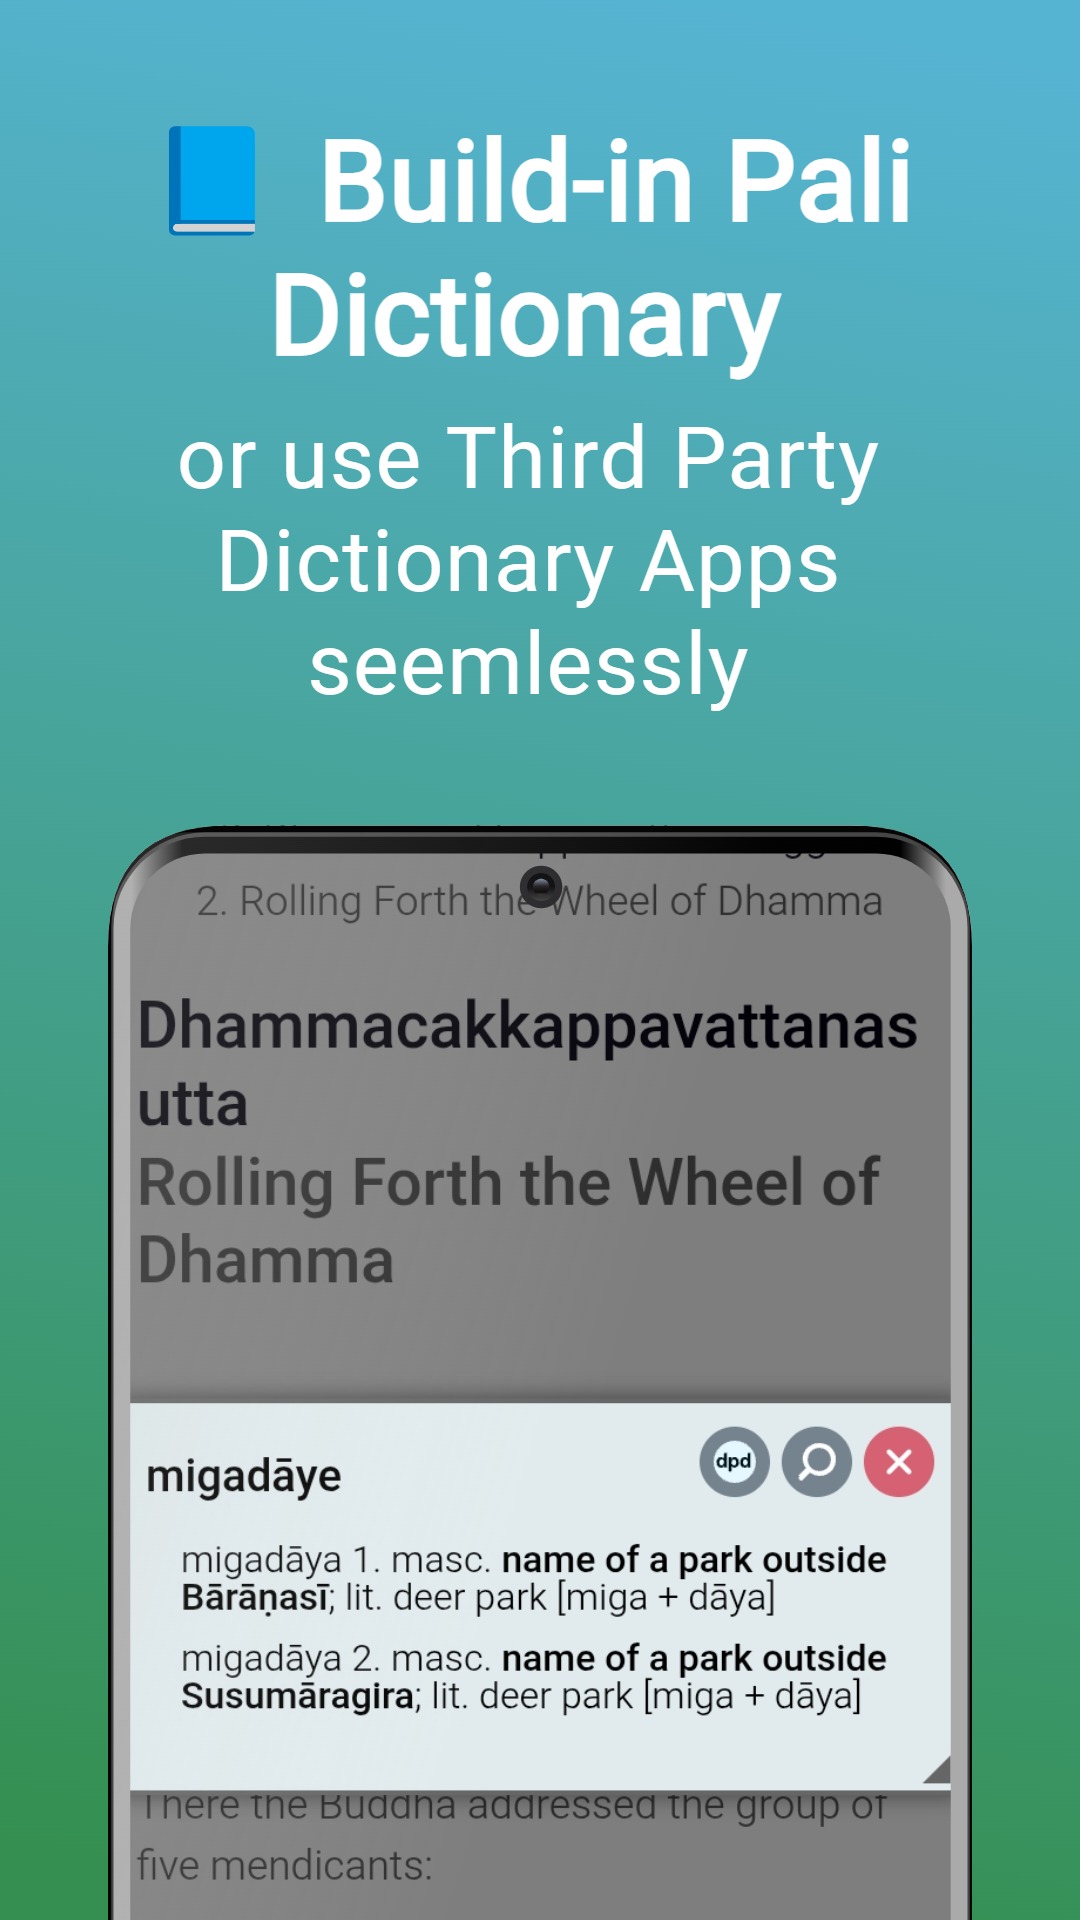 Build-in Pali
Dictionary
or use Third Party
Dictionary Apps
seemlessly
2. Rolling Forth the Wheel of Dhamma
Dhammacakkappavattanas
utta
Rolling Forth the Wheel of
Dhamma
dpd
migadāye
migadāya 1. masc. name of a park outside
Bārāṇasī; lit. deer park [miga + dāya]
migadāya 2. masc. name of a park outside
Susumāragira; lit. deer park [miga + dāya]
There the Buddha addressed the group of
five mendicants: